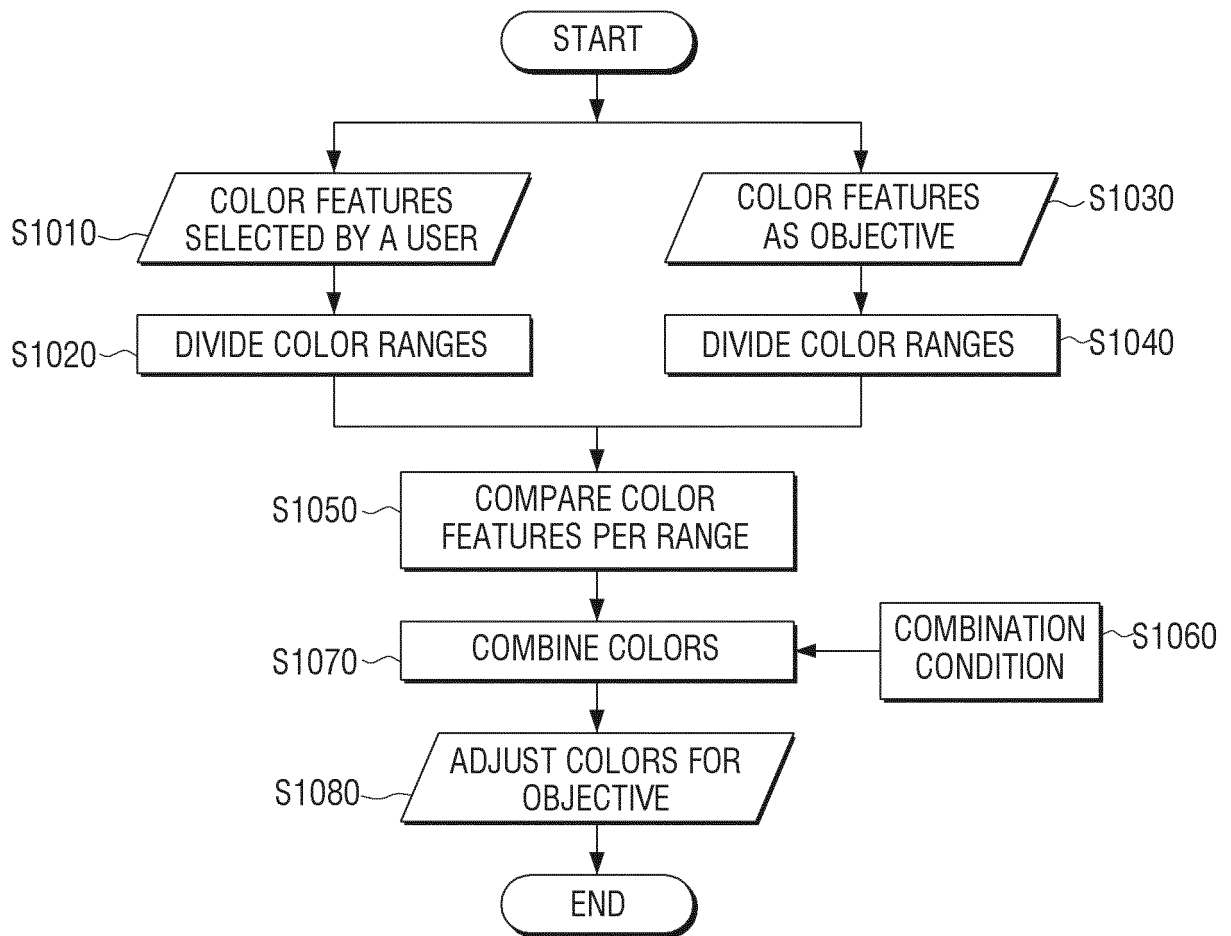 START
S1010
COLOR FEATURES
SELECTED BY A USER
COLOR FEATURES
AS OBJECTIVE
S1030
S1020
DIVIDE COLOR RANGES
DIVIDE COLOR RANGES
S1040
S1050
COMPARE COLOR
FEATURES PER RANGE
S1070
COMBINE COLORS
COMBINATION
CONDITION
S1060
S1080
ADJUST COLORS FOR
OBJECTIVE
END